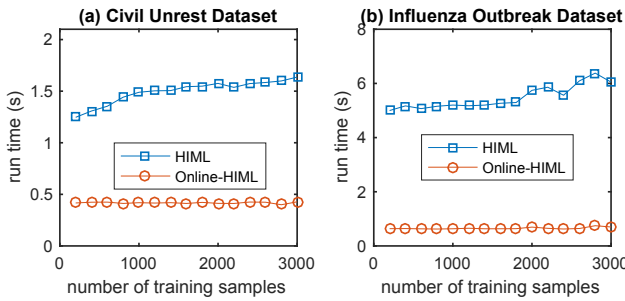 (a) Civil Unrest Dataset
run time (s)
2
1.5
1
0.5
0
HIML
Online-HIML
0 1000 2000 3000
number of training samples
(b) Influenza Outbreak Dataset
run time (s)
8
6
4
2
0
HIML
Online-HIML
0 1000 2000 3000
number of training samples